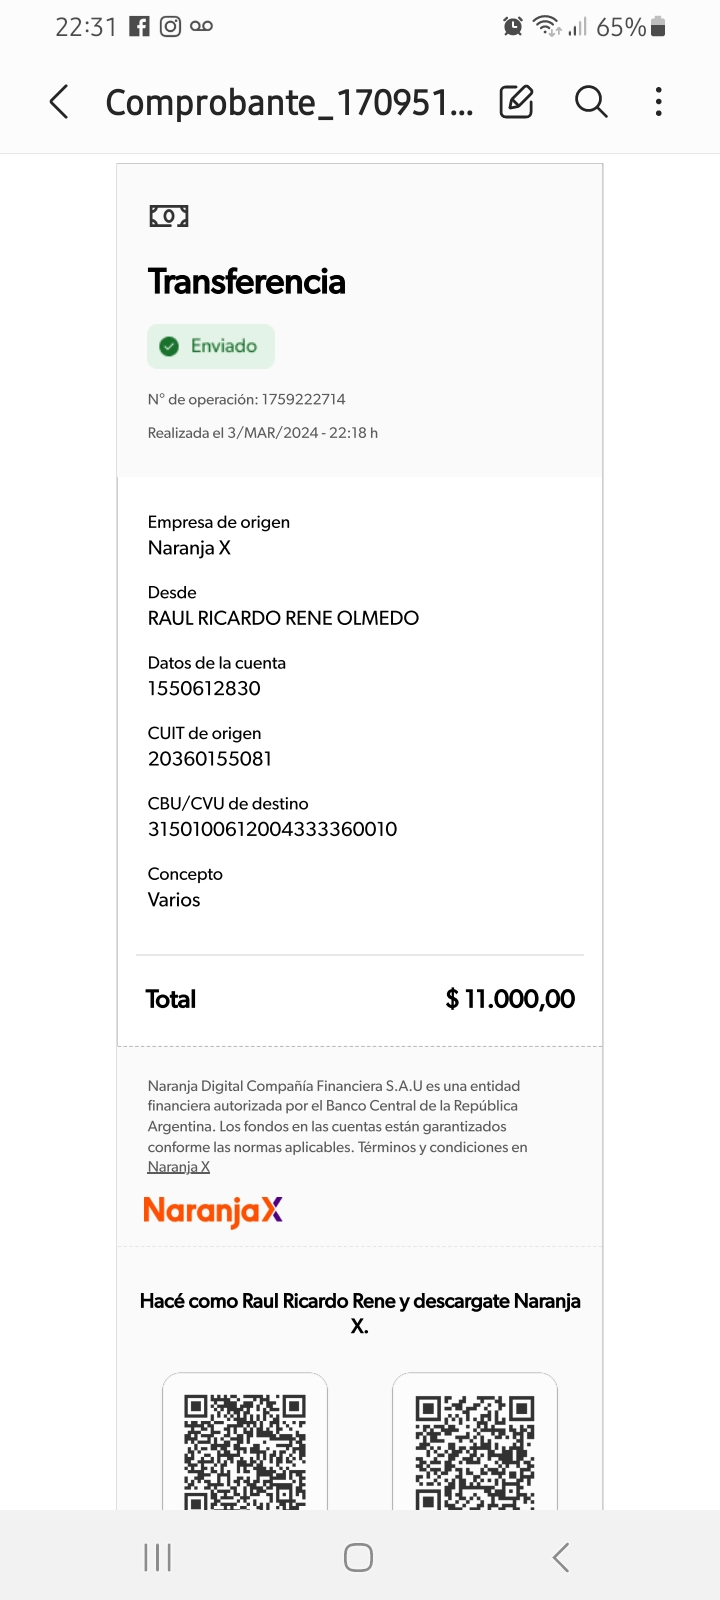 22:31
65%
Comprobante_170951...
Transferencia
Enviado
N° de operación: 1759222714
Realizada el 3/MAR/2024 - 22:18 h
Empresa de origen
Naranja X
Desde
RAUL RICARDO RENE OLMEDO
Datos de la cuenta
1550612830
CUIT de origen
20360155081
CBU/CVU de destino
3150100612004333360010
Concepto
Varios
Total $ 11.000,00
Naranja Digital Compañía Financiera S.A.U es una entidad
financiera autorizada por el Banco Central de la República
Argentina. Los fondos en las cuentas están garantizados
conforme las normas aplicables. Términos y condiciones en
Naranja X
NaranjaX
Hacé como Raul Ricardo Rene y descargate Naranja
X.